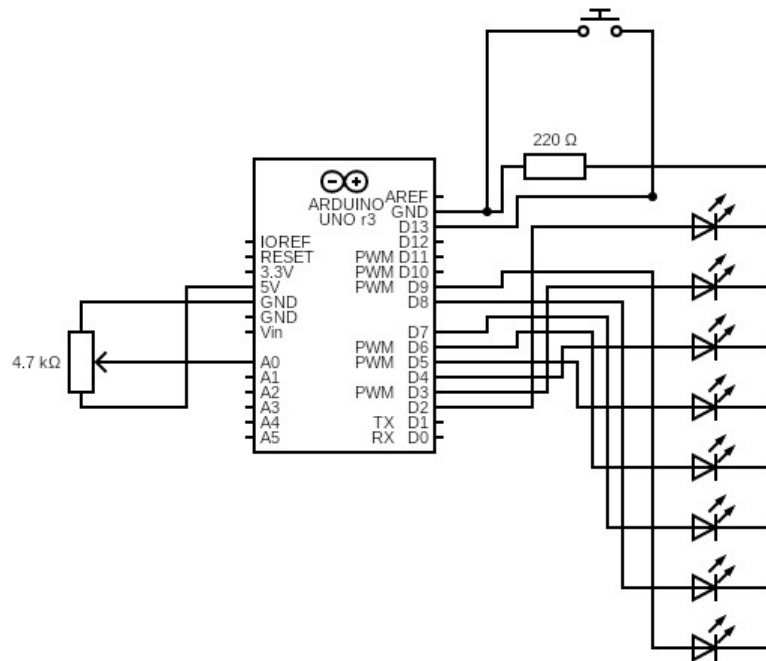 220 Ω
ARDUINO
UNO r3
AREF
GND
D13
D12
PWM D11
PWM D10
PWM D9
D8
D7
PWM D6
PWM D5
D4
PWM D3
D2
TX D1
RX D0
IOREF
RESET
3.3V
5V
GND
GND
Vin
A0
A1
A2
A3
A4
A5
4.7 kΩ